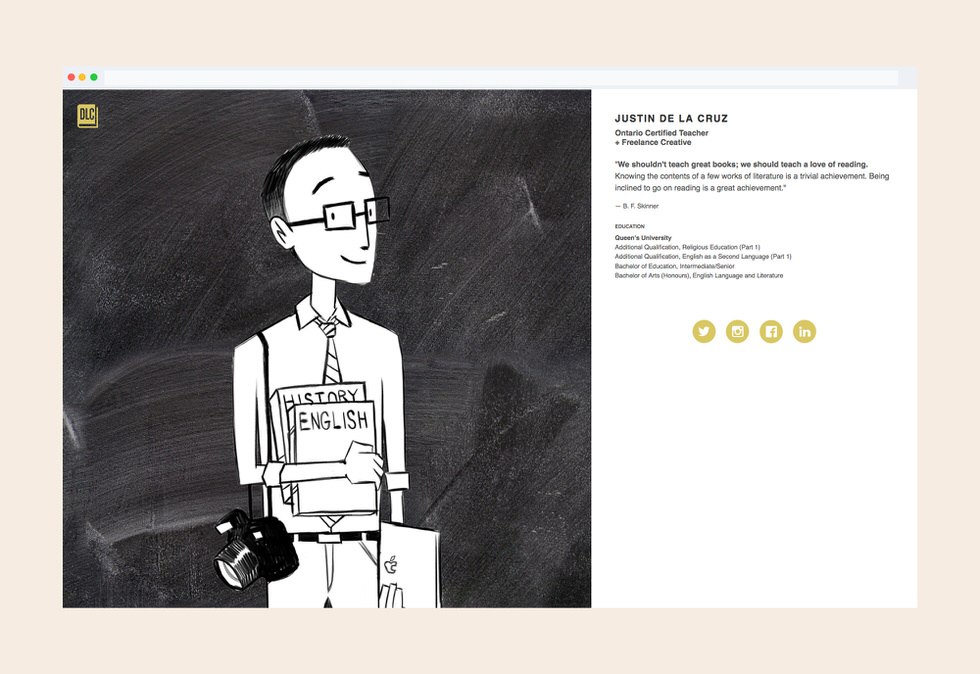 DLC
HISTORY
ENGLISH
JUSTIN DE LA CRUZ
Ontario Certified Teacher
+ Freelance Creative
"We shouldn't teach great books; we should teach a love of reading.
Knowing the contents of a few works of literature is a trivial achievement. Being
inclined to go on reading is a great achievement."
— B. F. Skinner
EDUCATION
Queen's University
Additional Qualification, Religious Education (Part 1)
Additional Qualification, English as a Second Language (Part 1)
Bachelor of Education, Intermediate/Senior
Bachelor of Arts (Honours), English Language and Literature
in